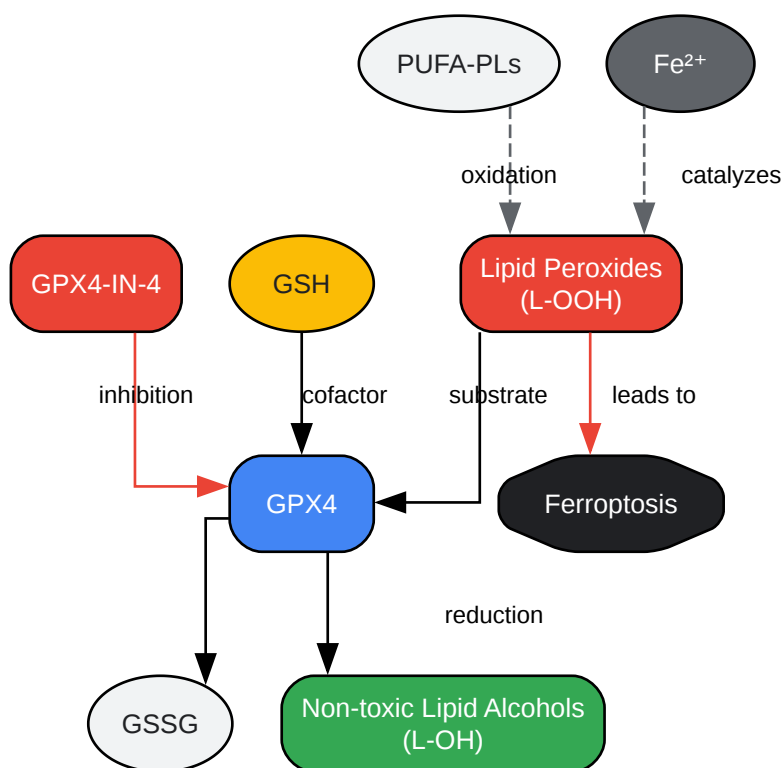 PUFA-PLs
Fe²⁺
oxidation
catalyzes
GPX4-IN-4
GSH
Lipid Peroxides
(L-OOH)
inhibition
cofactor
substrate
leads to
GPX4
Ferroptosis
reduction
GSSG
Non-toxic Lipid Alcohols
(L-OH)